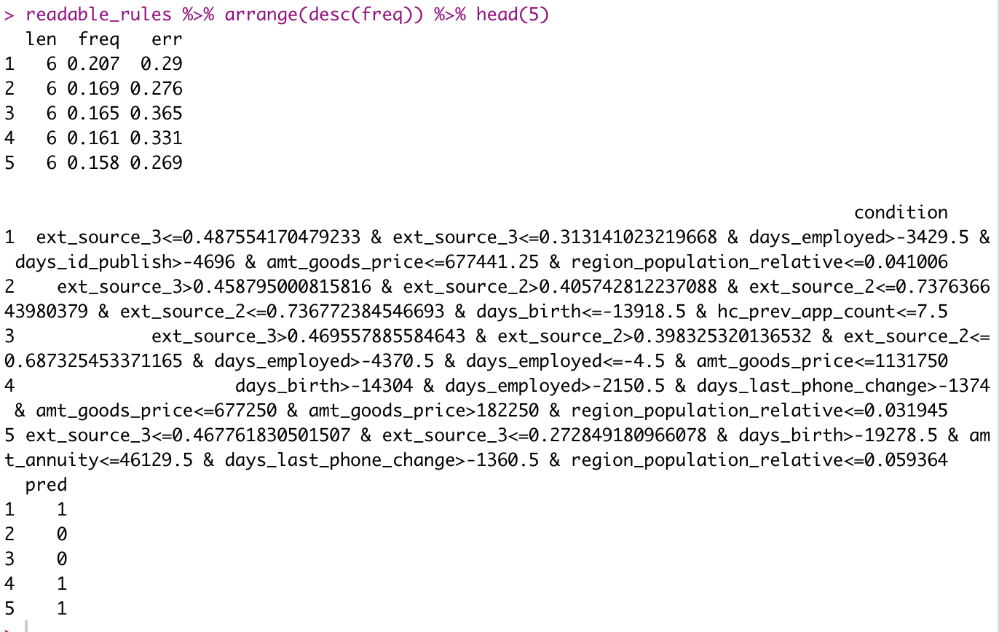 > readable_rules %>% arrange(desc(freq)) %>% head(5)
  len  freq   err
1   6 0.207  0.29
2   6 0.169 0.276
3   6 0.165 0.365
4   6 0.161 0.331
5   6 0.158 0.269
condition
1  ext_source_3<=0.487554170479233 & ext_source_3<=0.313141023219668 & days_employed>-3429.5 &
 days_id_publish>-4696 & amt_goods_price<=677441.25 & region_population_relative<=0.041006
2    ext_source_3>0.458795000815816 & ext_source_2>0.405742812237088 & ext_source_2<=0.7376366
43980379 & ext_source_2<=0.736772384546693 & days_birth<=-13918.5 & hc_prev_app_count<=7.5
3             ext_source_3>0.469557885584643 & ext_source_2>0.398325320136532 & ext_source_2<=
0.687325453371165 & days_employed>-4370.5 & days_employed<=-4.5 & amt_goods_price<=1131750
4                     days_birth>-14304 & days_employed>-2150.5 & days_last_phone_change>-1374
 & amt_goods_price<=677250 & amt_goods_price>182250 & region_population_relative<=0.031945
5 ext_source_3<=0.467761830501507 & ext_source_3<=0.272849180966078 & days_birth>-19278.5 & am
t_annuity<=46129.5 & days_last_phone_change>-1360.5 & region_population_relative<=0.059364
  pred
1    1
2    0
3    0
4    1
5    1
>